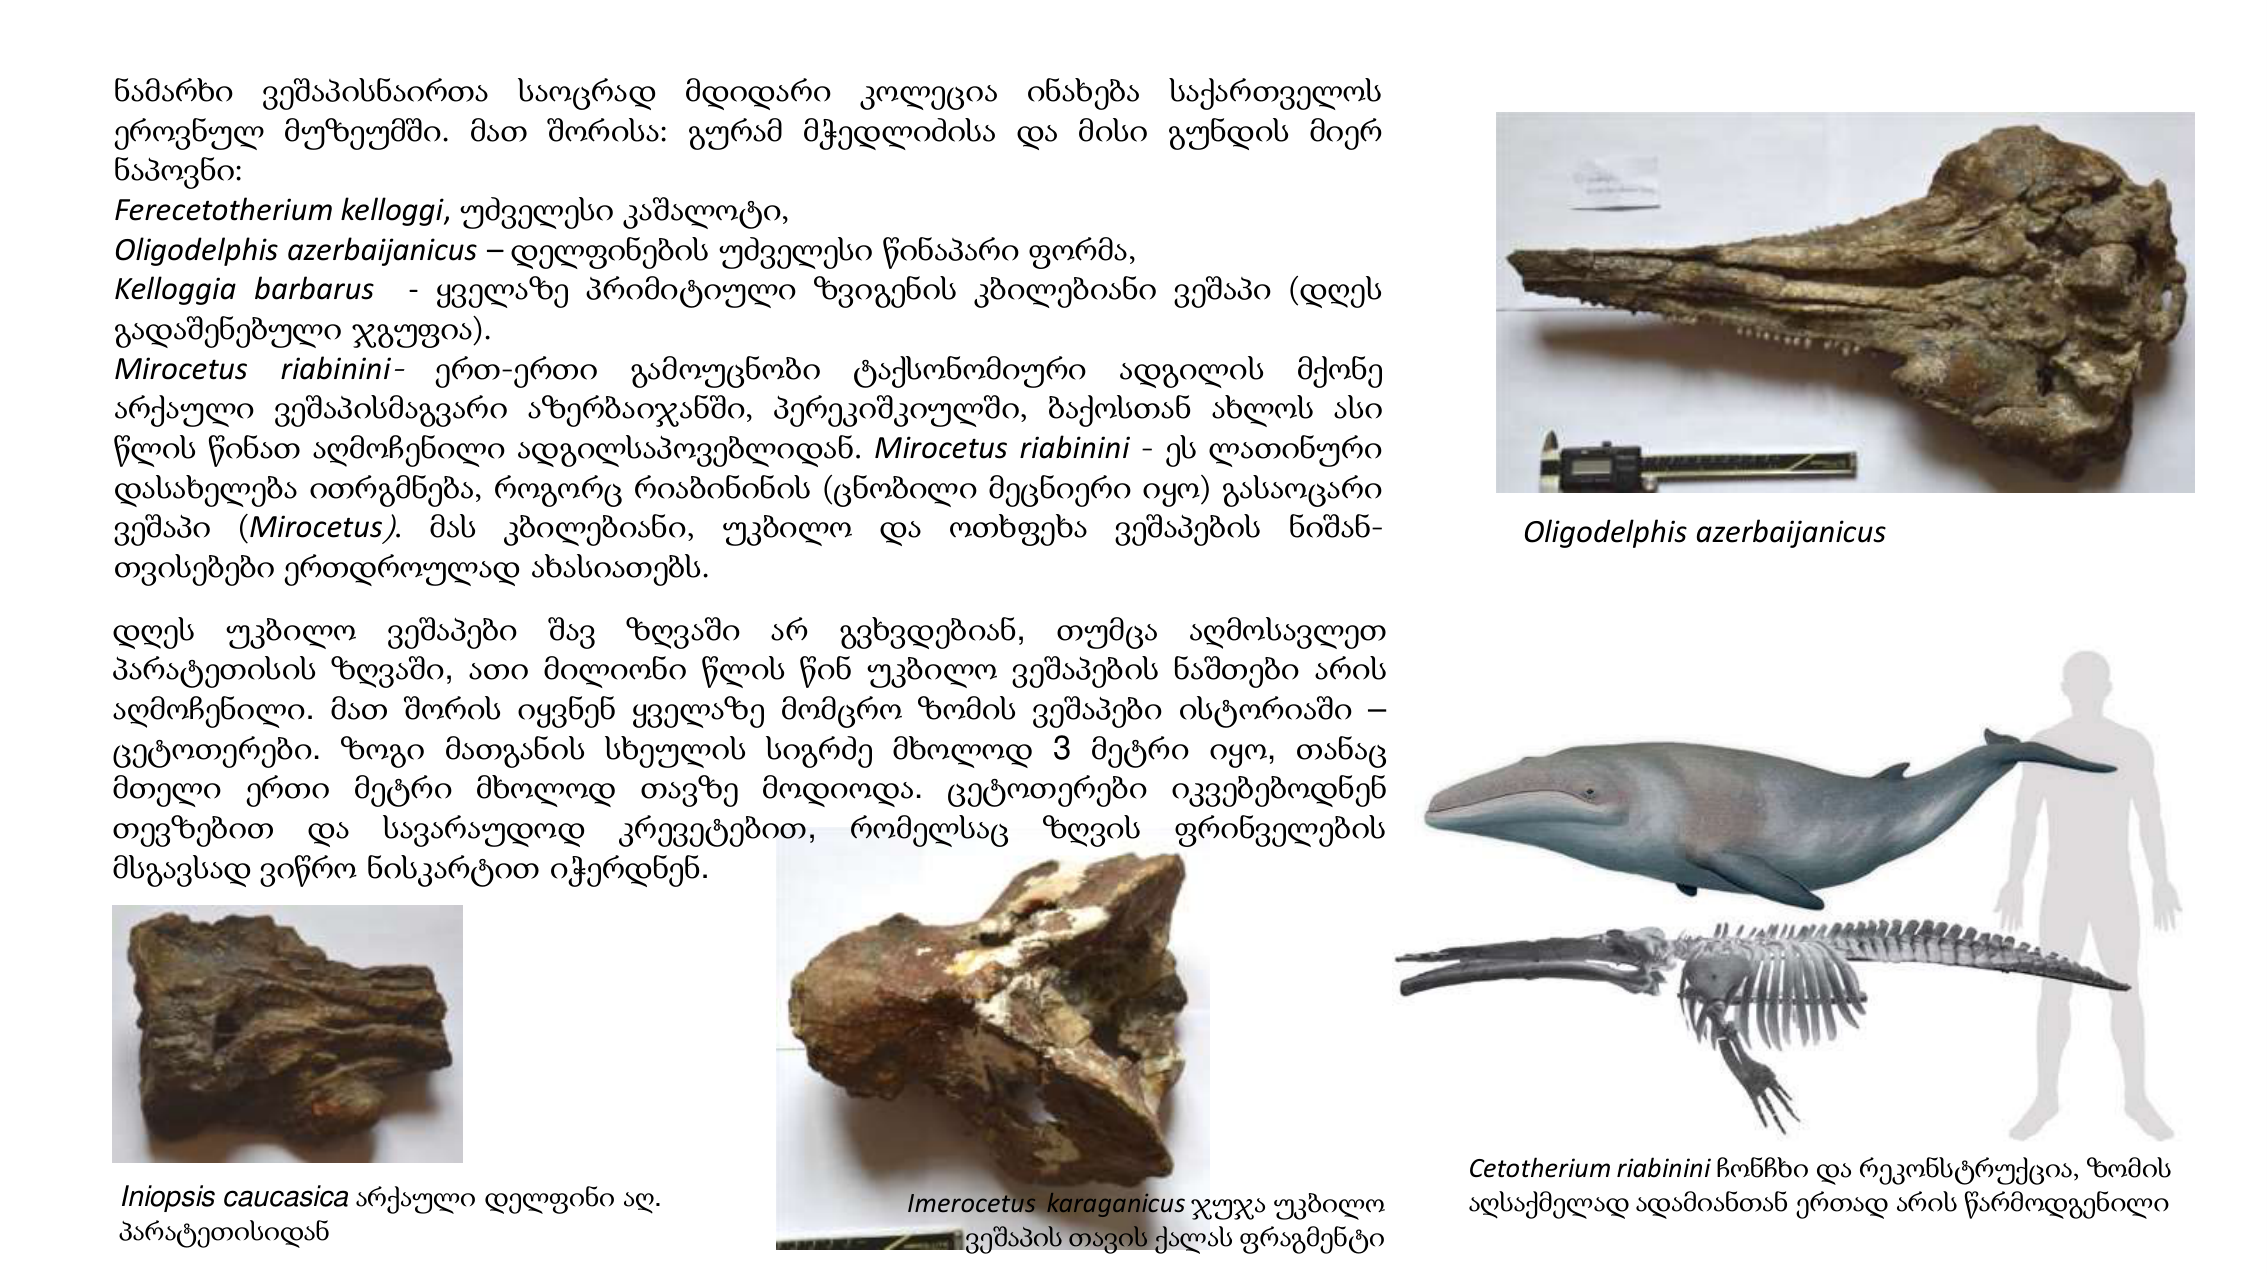 ნამარხი ვეშაპისნაირთა საოცრად მდიდარი კოლეცია ინახება საქართველოს
ეროვნულ მუზეუმში. მათ შორისა: გურამ მჭედლიძისა და მისი გუნდის მიერ
ნაპოვნი:
Ferecetotherium kelloggi, უძველესი კაშალოტი,
Oligodelphis azerbaijanicus – დელფინების უძველესი წინაპარი ფორმა,
Kelloggia barbarus - ყველაზე პრიმიტიული ზვიგენის კბილებიანი ვეშაპი (დღეს
გადაშენებული ჯგუფია).
Mirocetus riabinini- ერთ-ერთი გამოუცნობი ტაქსონომიური ადგილის მქონე
არქაული ვეშაპისმაგვარი აზერბაიჯანში, პერეკიშკიულში, ბაქოსთან ახლოს ასი
წლის წინათ აღმოჩენილი ადგილსაპოვებლიდან. Mirocetus riabinini - ეს ლათინური
დასახელება ითრგმნება, როგორც რიაბინინის (ცნობილი მეცნიერი იყო) გასაოცარი
ვეშაპი (Mirocetus). მას კბილებიანი, უკბილო და ოთხფეხა ვეშაპების ნიშან-
თვისებები ერთდროულად ახასიათებს.
დღეს უკბილო ვეშაპები შავ ზღვაში არ გვხვდებიან, თუმცა აღმოსავლეთ
პარატეთისის ზღვაში, ათი მილიონი წლის წინ უკბილო ვეშაპების ნაშთები არის
აღმოჩენილი. მათ შორის იყვნენ ყველაზე მომცრო ზომის ვეშაპები ისტორიაში –
ცეტოთერები. ზოგი მათგანის სხეულის სიგრძე მხოლოდ 3 მეტრი იყო, თანაც
მთელი ერთი მეტრი მხოლოდ თავზე მოდიოდა. ცეტოთერები იკვებებოდნენ
თევზებით და სავარაუდოდ კრევეტებით, რომელსაც ზღვის ფრინველების
მსგავსად ვიწრო ნისკარტით იჭერდნენ.
Oligodelphis azerbaijanicus
Iniopsis caucasica არქაული დელფინი აღ.
პარატეთისიდან
Imerocetus karaganicus ჯუჯა უკბილო
ვეშაპის თავის ქალას ფრაგმენტი
Cetotherium riabinini ჩონჩხი და რეკონსტრუქცია, ზომის
აღსაქმელად ადამიანთან ერთად არის წარმოდგენილი